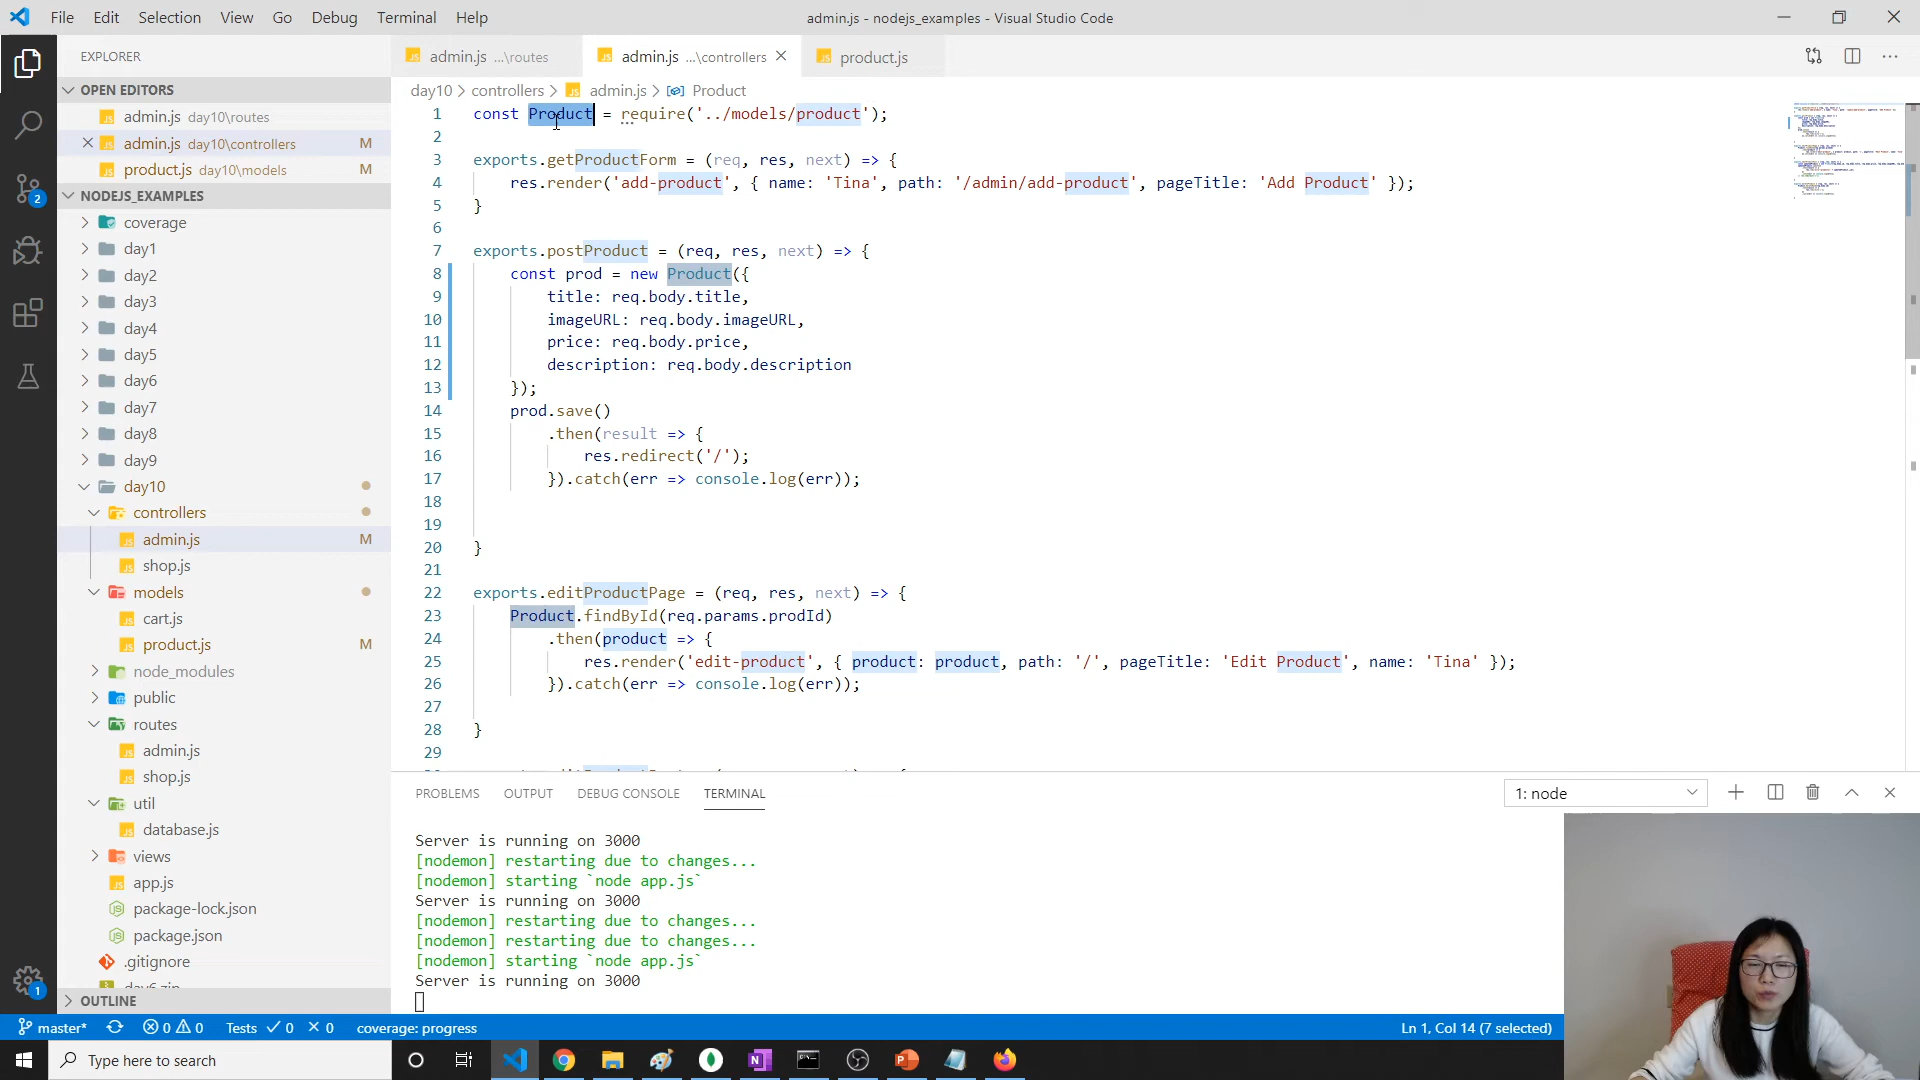 File Edit Selection View Go Debug Terminal Help
admin.js - nodejs_examples - Visual Studio Code
EXPLORER
OPEN EDITORS
admin.js day10\routes
admin.js day10\controllers M
product.js day10\models M
NODEJS_EXAMPLES
coverage
day1
day2
day3
day4
day5
day6
day7
day8
day9
day10
controllers
admin.js M
shop.js
models
cart.js
product.js M
node_modules
public
routes
admin.js
shop.js
util
database.js
views
app.js
package-lock.json
package.json
.gitignore
OUTLINE
admin.js ...\routes
admin.js ...\controllers
product.js
day10 > controllers > admin.js > Product
1 const Product = require('../models/product');
2
3 exports.getProductForm = (req, res, next) => {
4 res.render('add-product', { name: 'Tina', path: '/admin/add-product', pageTitle: 'Add Product' });
5 }
6
7 exports.postProduct = (req, res, next) => {
8 const prod = new Product({
9 title: req.body.title,
10 imageURL: req.body.imageURL,
11 price: req.body.price,
12 description: req.body.description
13 });
14 prod.save()
15 .then(result => {
16 res.redirect('/');
17 }).catch(err => console.log(err));
18
19
20 }
21
22 exports.editProductPage = (req, res, next) => {
23 Product.findById(req.params.prodId)
24 .then(product => {
25 res.render('edit-product', { product: product, path: '/', pageTitle: 'Edit Product', name: 'Tina' });
26 }).catch(err => console.log(err));
27
28 }
29
PROBLEMS OUTPUT DEBUG CONSOLE TERMINAL
1: node
Server is running on 3000
[nodemon] restarting due to changes...
[nodemon] starting `node app.js`
Server is running on 3000
[nodemon] restarting due to changes...
[nodemon] restarting due to changes...
[nodemon] starting `node app.js`
Server is running on 3000
2
1
master* 0 0 Tests 0 0 coverage: progress
Ln 1, Col 14 (7 selected)
Type here to search